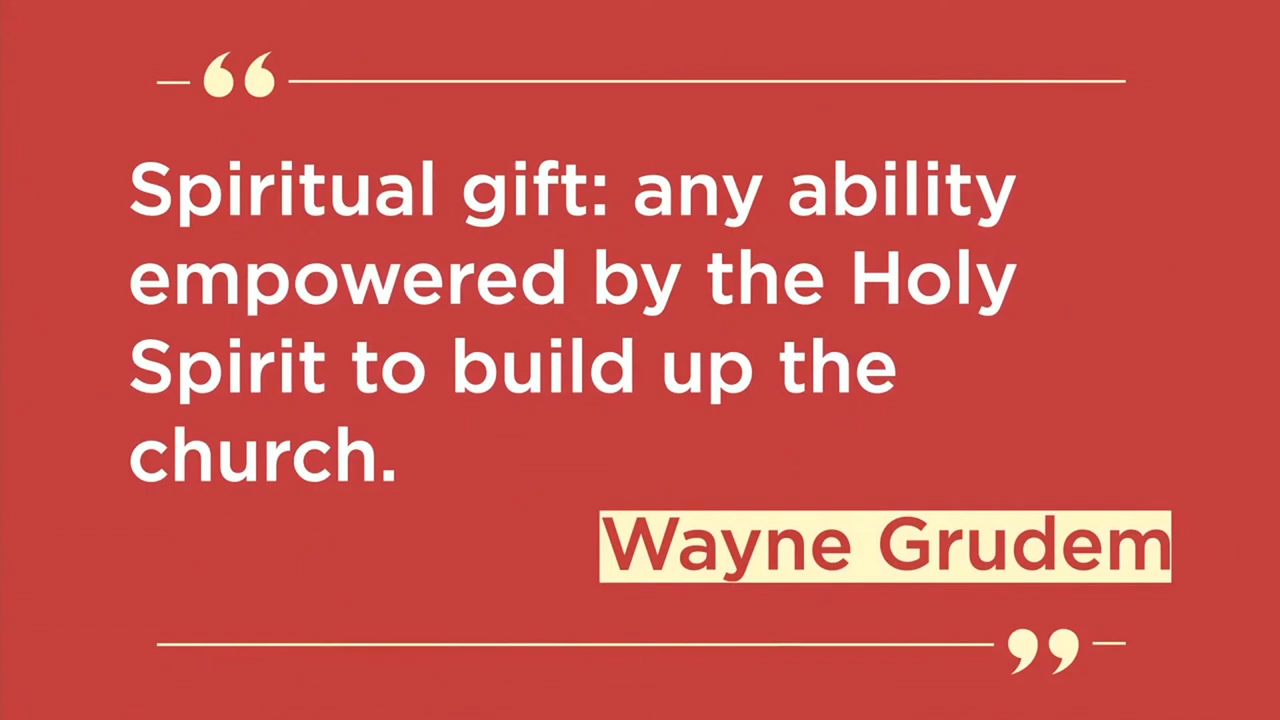 “
Spiritual gift: any ability
empowered by the Holy
Spirit to build up the
church.
Wayne Grudem
”